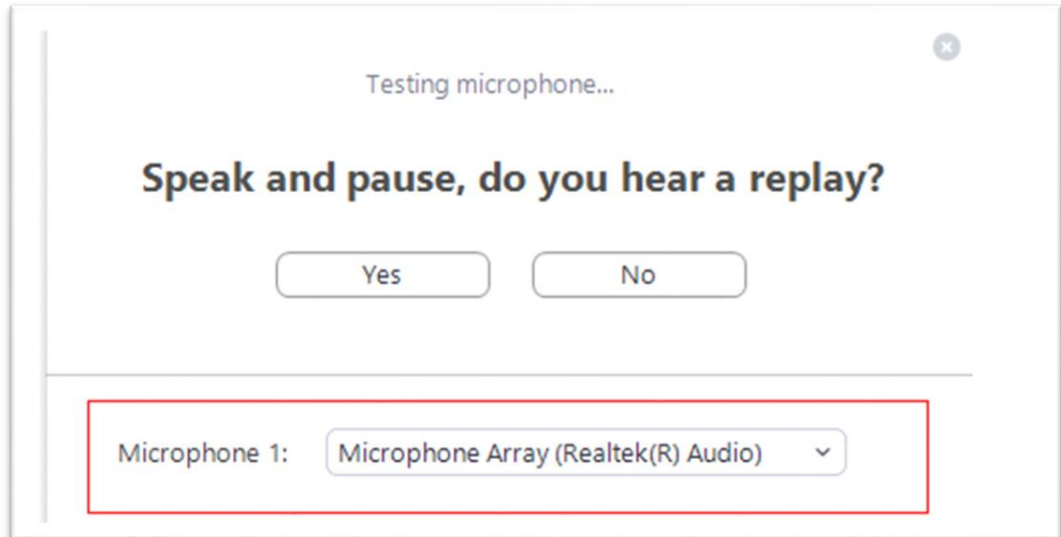 Testing microphone...
Speak and pause, do you hear a replay?
Yes No
Microphone 1: Microphone Array (Realtek(R) Audio)